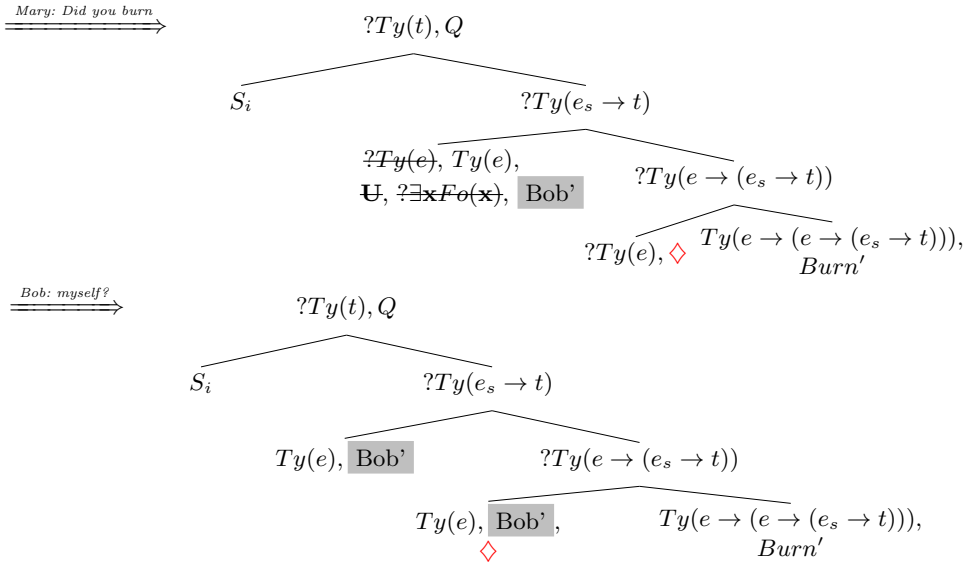 Mary: Did you burn
?Ty(t), Q
S_i
?Ty(e_s → t)
?Ty(e), Ty(e),
U, ?∃xFo(x), Bob'
?Ty(e → (e_s → t))
?Ty(e), ◇
Ty(e → (e → (e_s → t))),
Burn′
Bob: myself?
?Ty(t), Q
S_i
?Ty(e_s → t)
Ty(e), Bob'
?Ty(e → (e_s → t))
Ty(e), Bob' ,
◇
Ty(e → (e → (e_s → t))),
Burn′